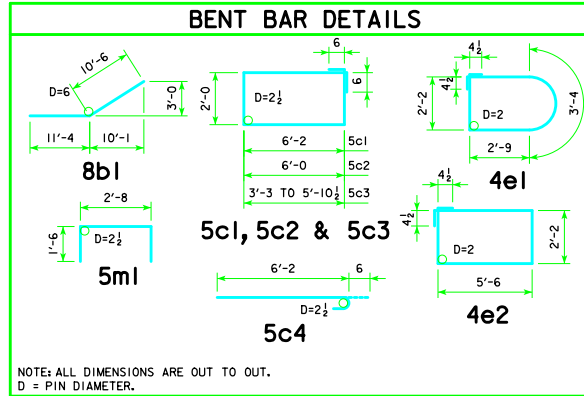 BENT BAR DETAILS
10'-6
D=6
3'-0
11'-4
10'-1
8b1
6
6
2'-0
D=2½
6'-2 5c1
6'-0 5c2
3'-3 TO 5'-10½ 5c3
5c1, 5c2 & 5c3
4½
4½
2'-2
D=2
3'-4
2'-9
4e1
2'-8
1'-6
D=2½
5m1
6'-2
6
D=2½
5c4
4½
4½
D=2
2'-2
5'-6
4e2
NOTE: ALL DIMENSIONS ARE OUT TO OUT.
D = PIN DIAMETER.